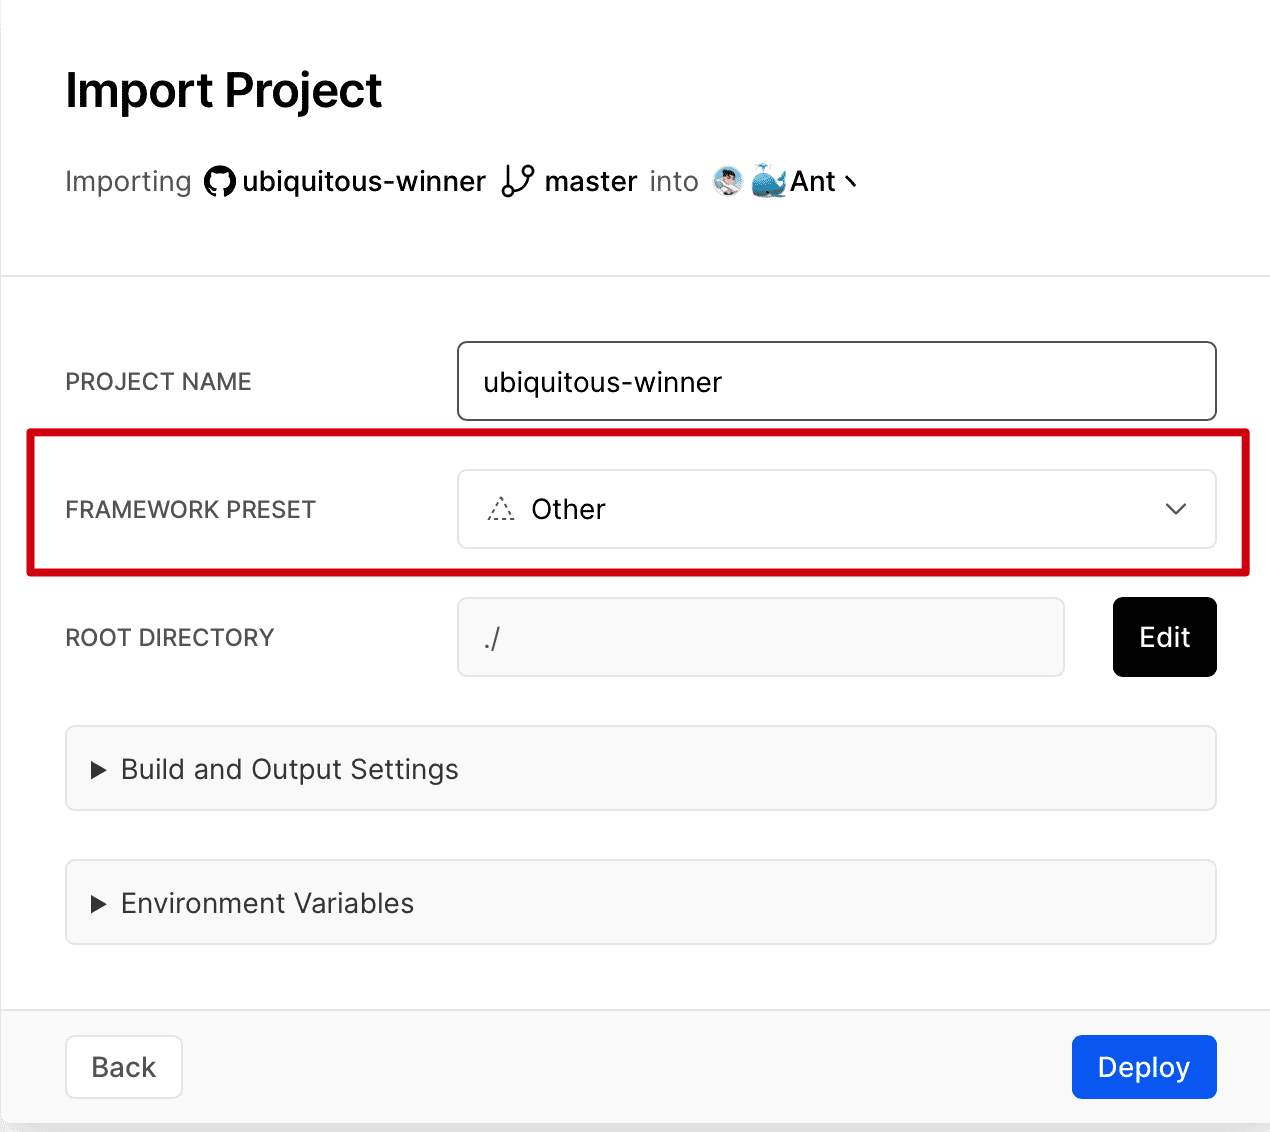 Import Project
Importing ubiquitous-winner master into Ant
PROJECT NAME
ubiquitous-winner
FRAMEWORK PRESET
Other
ROOT DIRECTORY
./
Edit
Build and Output Settings
Environment Variables
Back
Deploy